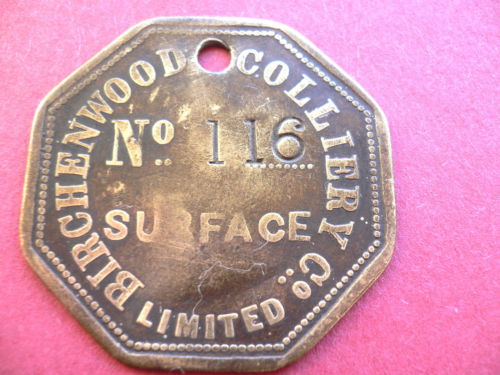 BIRCHENWOOD COLLIERY Co.
No. 116
SURFACE
LIMITED